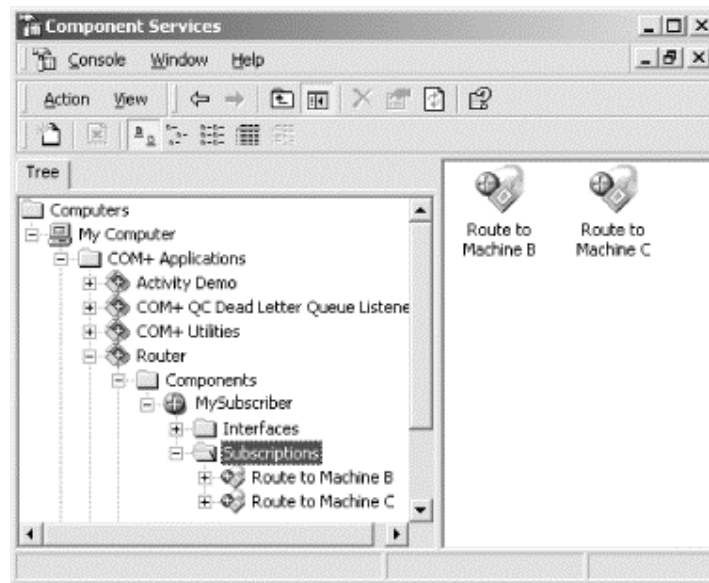 Component Services
Console Window Help
Action View
Tree
Computers
My Computer
COM+ Applications
Activity Demo
COM+ QC Dead Letter Queue Listene
COM+ Utilities
Router
Components
MySubscriber
Interfaces
Subscriptions
Route to Machine B
Route to Machine C
Route to
Machine B
Route to
Machine C